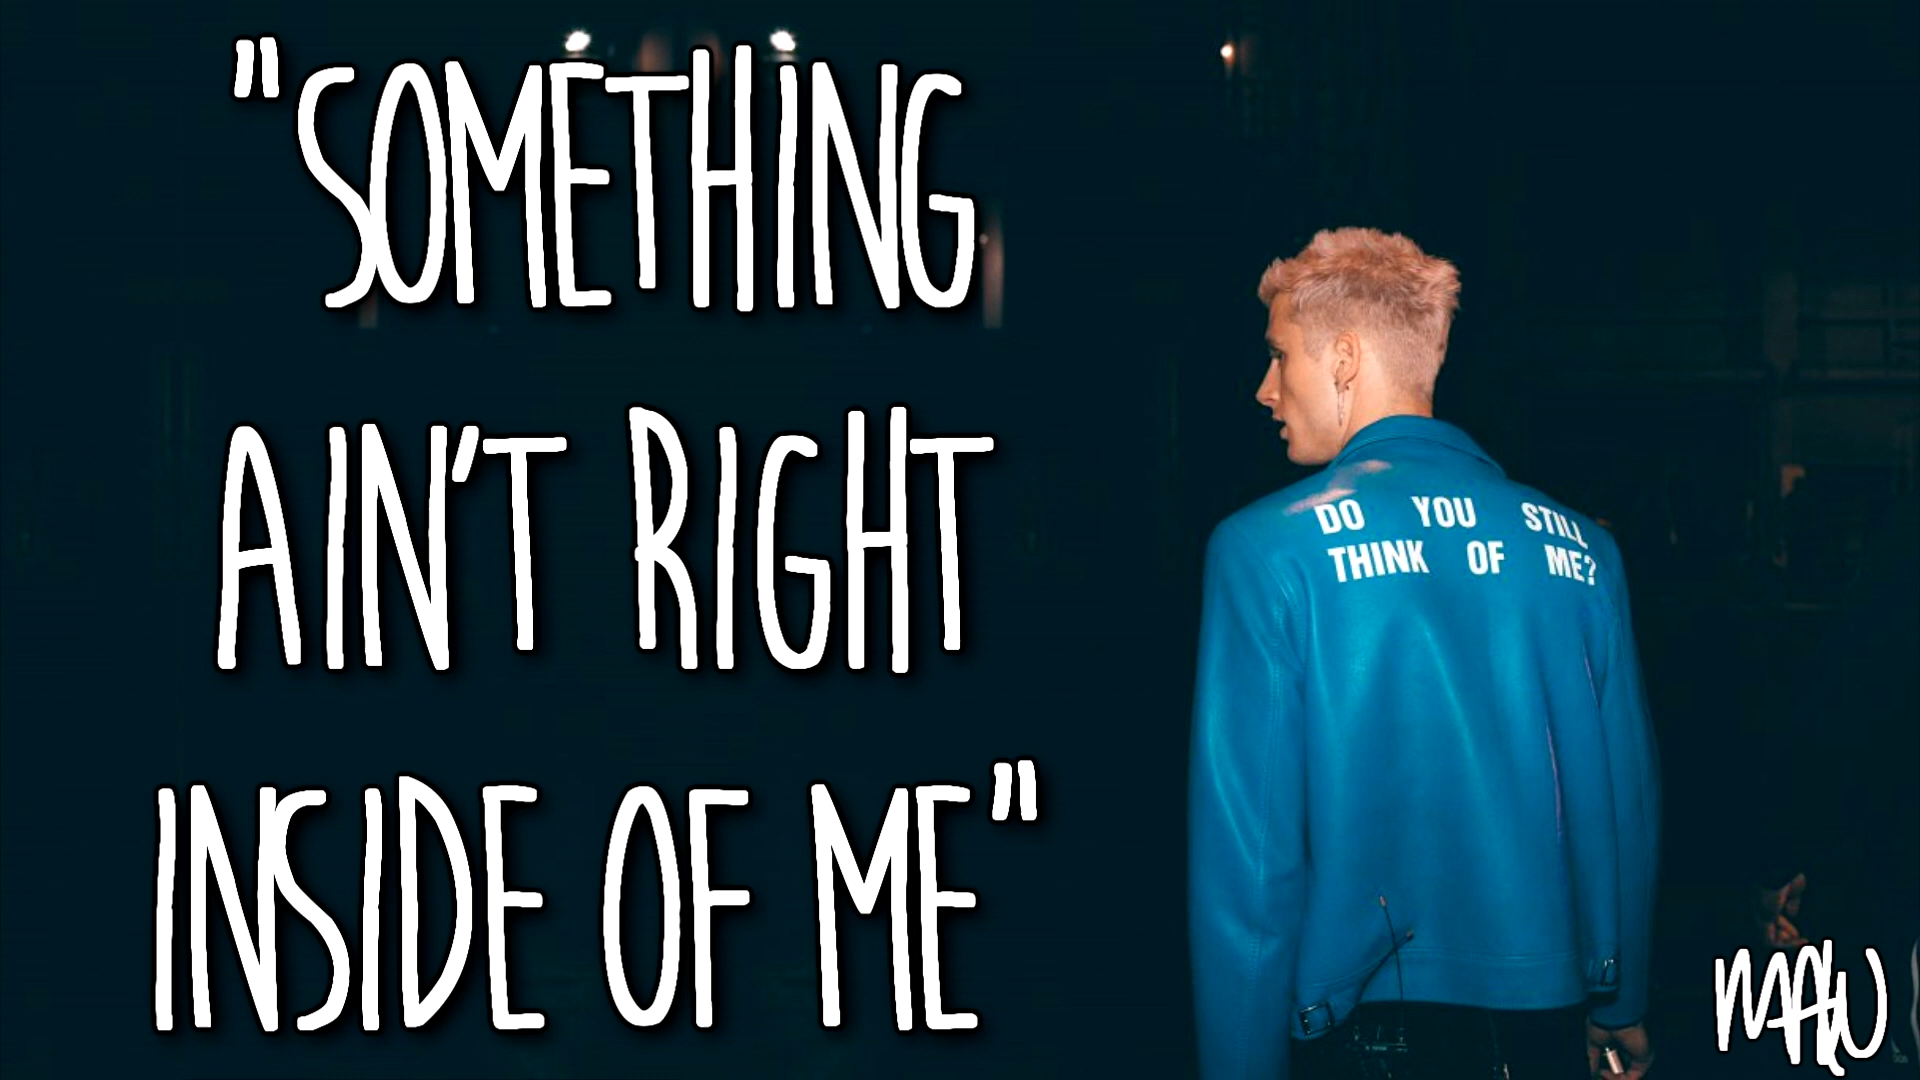 "SOMETHING
AIN'T RIGHT
INSIDE OF ME"
DO YOU STILL
THINK OF ME?